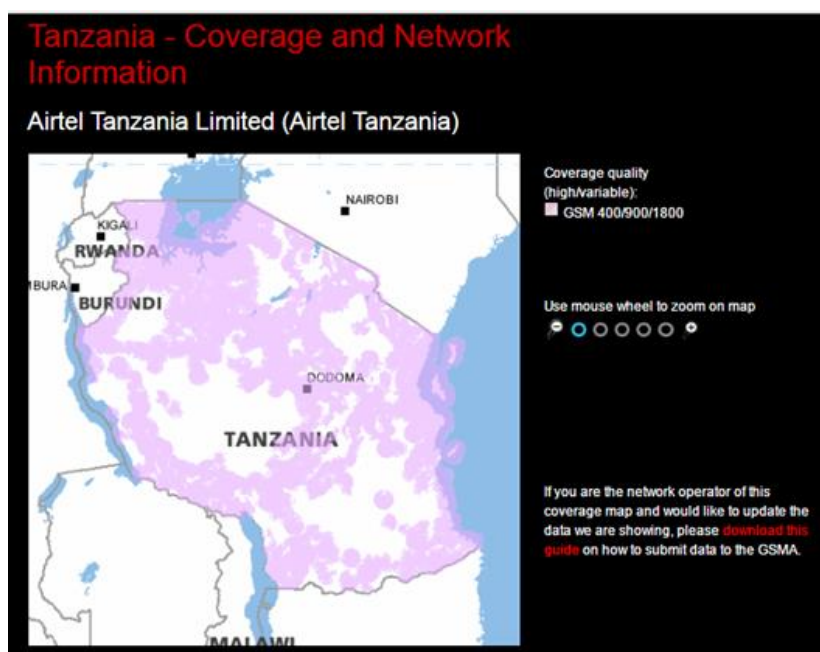 Tanzania - Coverage and Network
Information
Airtel Tanzania Limited (Airtel Tanzania)
Coverage quality
(high/variable):
GSM 400/900/1800
NAIROBI
KIGALI
RWANDA
MBURA
BURUNDI
Use mouse wheel to zoom on map
DODOMA
TANZANIA
If you are the network operator of this
coverage map and would like to update the
data we are showing, please download this
guide on how to submit data to the GSMA.
MALAWI